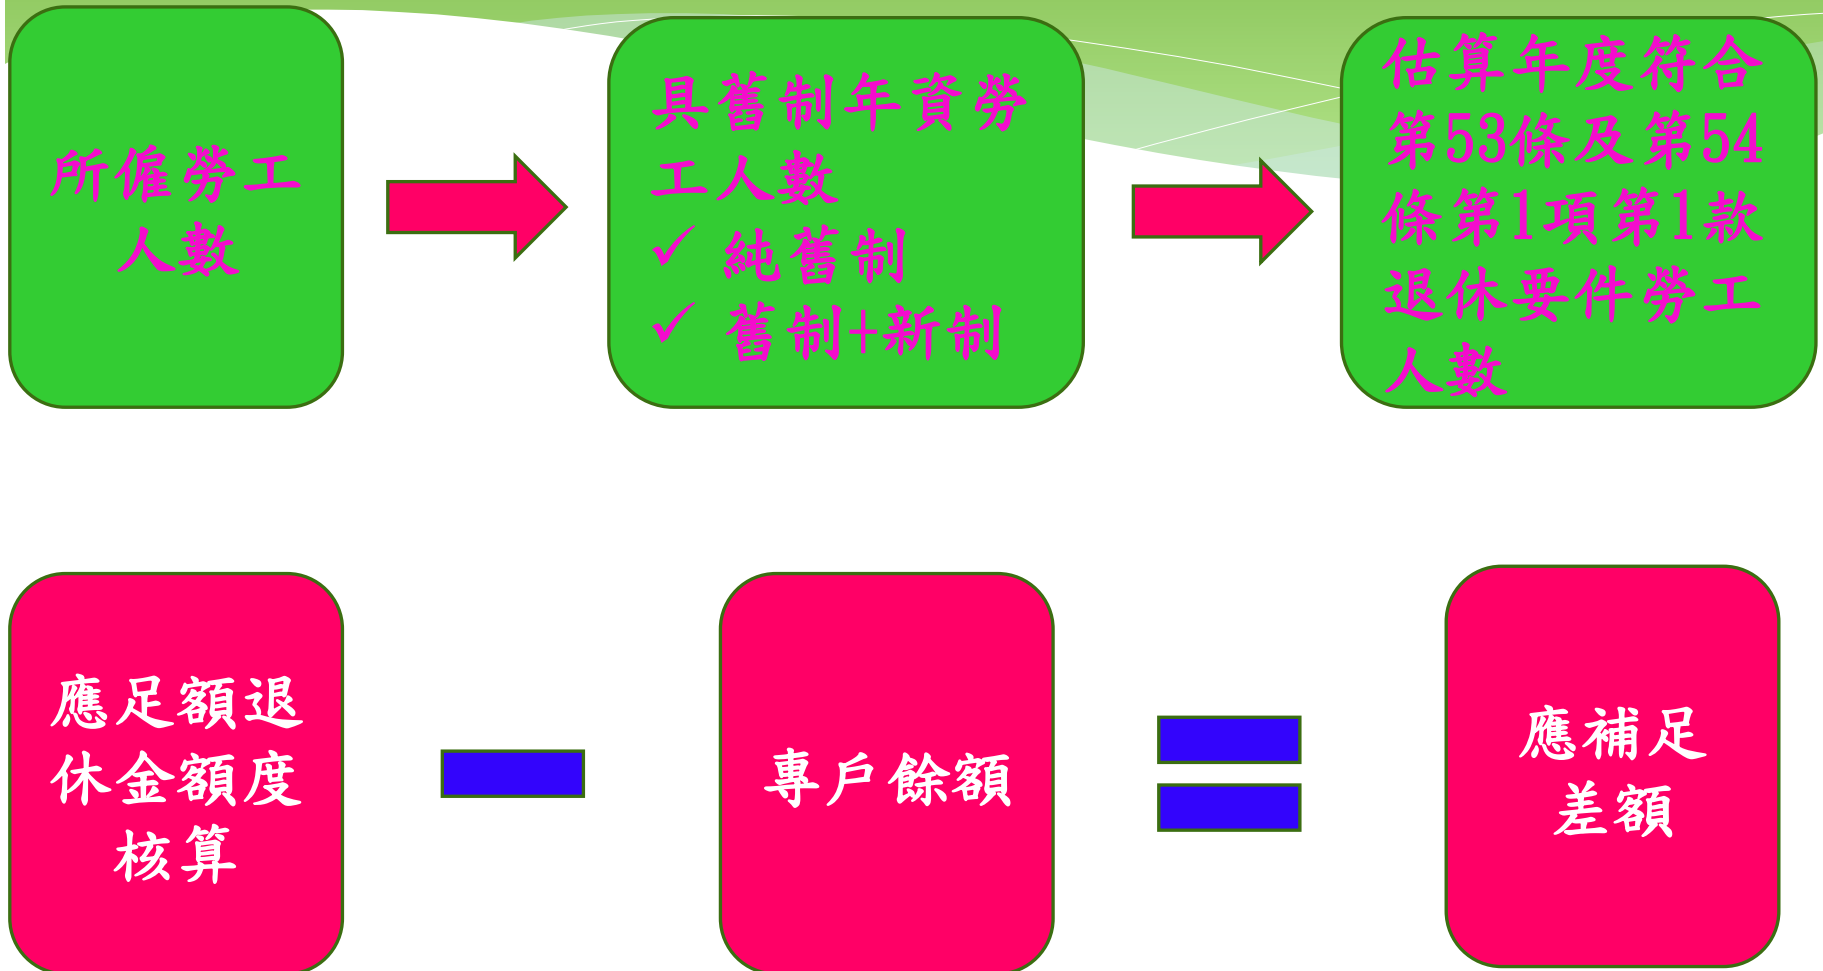 所僱勞工
人數
具舊制年資勞
工人數
✓ 純舊制
✓ 舊制+新制
估算年度符合
第53條及第54
條第1項第1款
退休要件勞工
人數
應足額退
休金額度
核算
專戶餘額
應補足
差額